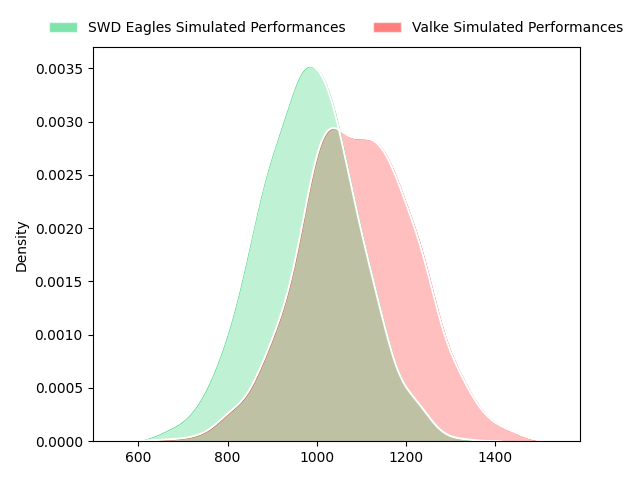 SWD Eagles Simulated Performances
Valke Simulated Performances
Density
0.0035
0.0030
0.0025
0.0020
0.0015
0.0010
0.0005
0.0000
600 800 1000 1200 1400